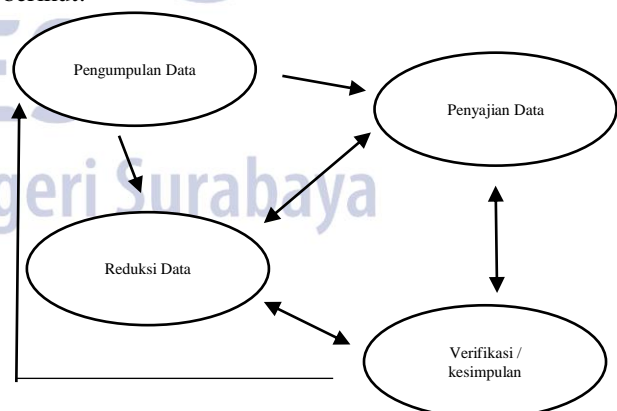 Pengumpulan Data
Penyajian Data
geri Surabaya
Reduksi Data
Verifikasi /
kesimpulan